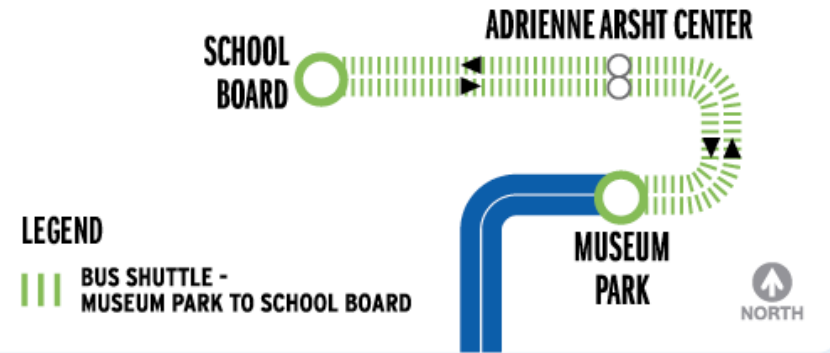 ADRIENNE ARSHT CENTER
SCHOOL
BOARD
MUSEUM
PARK
LEGEND
BUS SHUTTLE -
MUSEUM PARK TO SCHOOL BOARD
NORTH